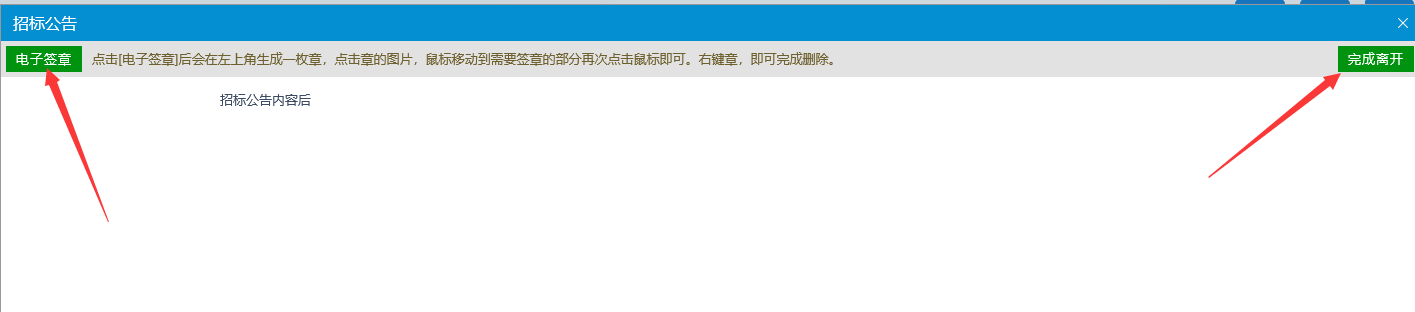 招标公告
电子签章 点击[电子签章]后会在左上角生成一枚章，点击章的图片，鼠标移动到需要签章的部分再次点击鼠标即可。右键章，即可完成删除。 完成离开
招标公告内容后